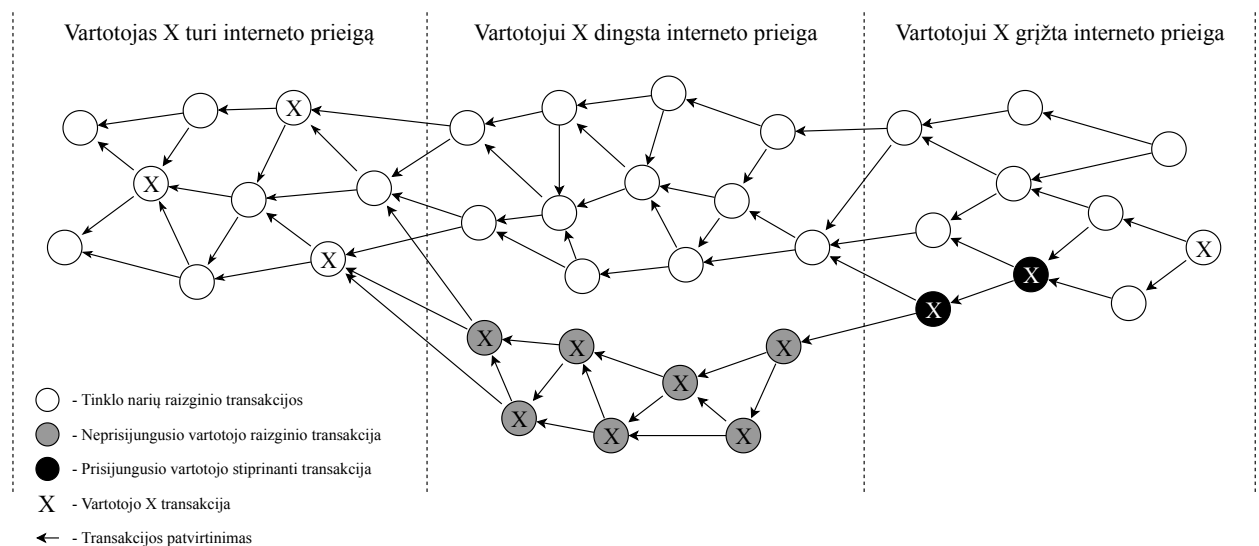 Vartotojas X turi interneto prieigą
Vartotojui X dingsta interneto prieiga
Vartotojui X grįžta interneto prieiga
X
X
X
X
X
X
X
X
X
X
X
X
X
- Tinklo narių raizginio transakcijos
- Neprisijungusio vartotojo raizginio transakcija
- Prisijungusio vartotojo stiprinanti transakcija
X - Vartotojo X transakcija
- Transakcijos patvirtinimas